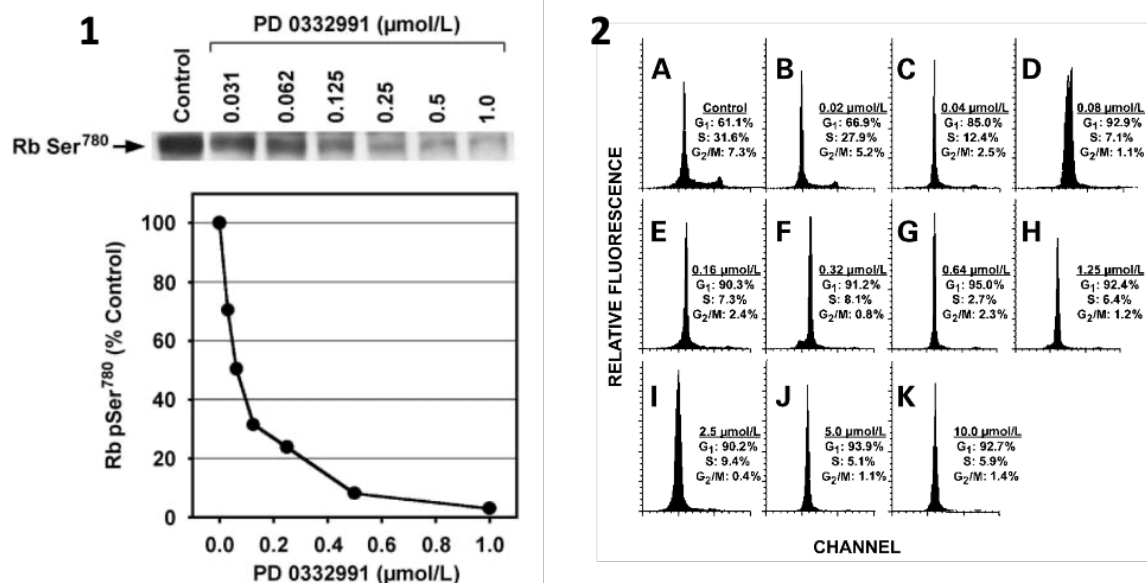 1
PD 0332991 (µmol/L)
Control
0.031
0.062
0.125
0.25
0.5
1.0
Rb Ser780
Rb pSer780 (% Control)
100
80
60
40
20
0
0.0 0.2 0.4 0.6 0.8 1.0
PD 0332991 (µmol/L)
2
RELATIVE FLUORESCENCE
A
Control
G1: 61.1%
S: 31.6%
G2/M: 7.3%
B
0.02 µmol/L
G1: 66.9%
S: 27.9%
G2/M: 5.2%
C
0.04 µmol/L
G1: 85.0%
S: 12.4%
G2/M: 2.5%
D
0.08 µmol/L
G1: 92.9%
S: 7.1%
G2/M: 1.1%
E
0.16 µmol/L
G1: 90.3%
S: 7.3%
G2/M: 2.4%
F
0.32 µmol/L
G1: 91.2%
S: 8.1%
G2/M: 0.8%
G
0.64 µmol/L
G1: 95.0%
S: 2.7%
G2/M: 2.3%
H
1.25 µmol/L
G1: 92.4%
S: 6.4%
G2/M: 1.2%
I
2.5 µmol/L
G1: 90.2%
S: 9.4%
G2/M: 0.4%
J
5.0 µmol/L
G1: 93.9%
S: 5.1%
G2/M: 1.1%
K
10.0 µmol/L
G1: 92.7%
S: 5.9%
G2/M: 1.4%
CHANNEL